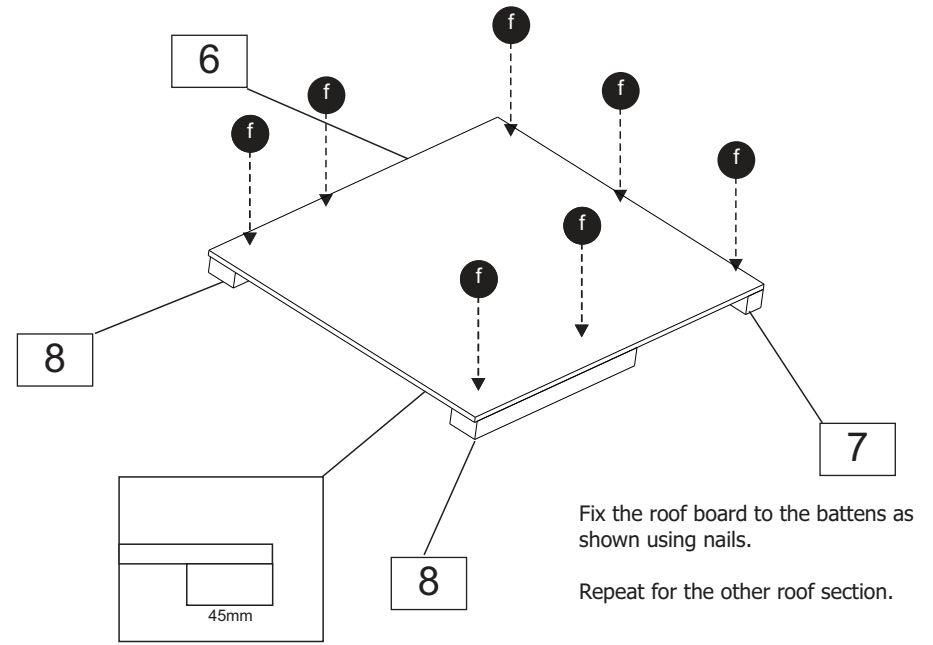 f
6
f
f
f
f
f
f
8
7
Fix the roof board to the battens as
shown using nails.
8
Repeat for the other roof section.
45mm